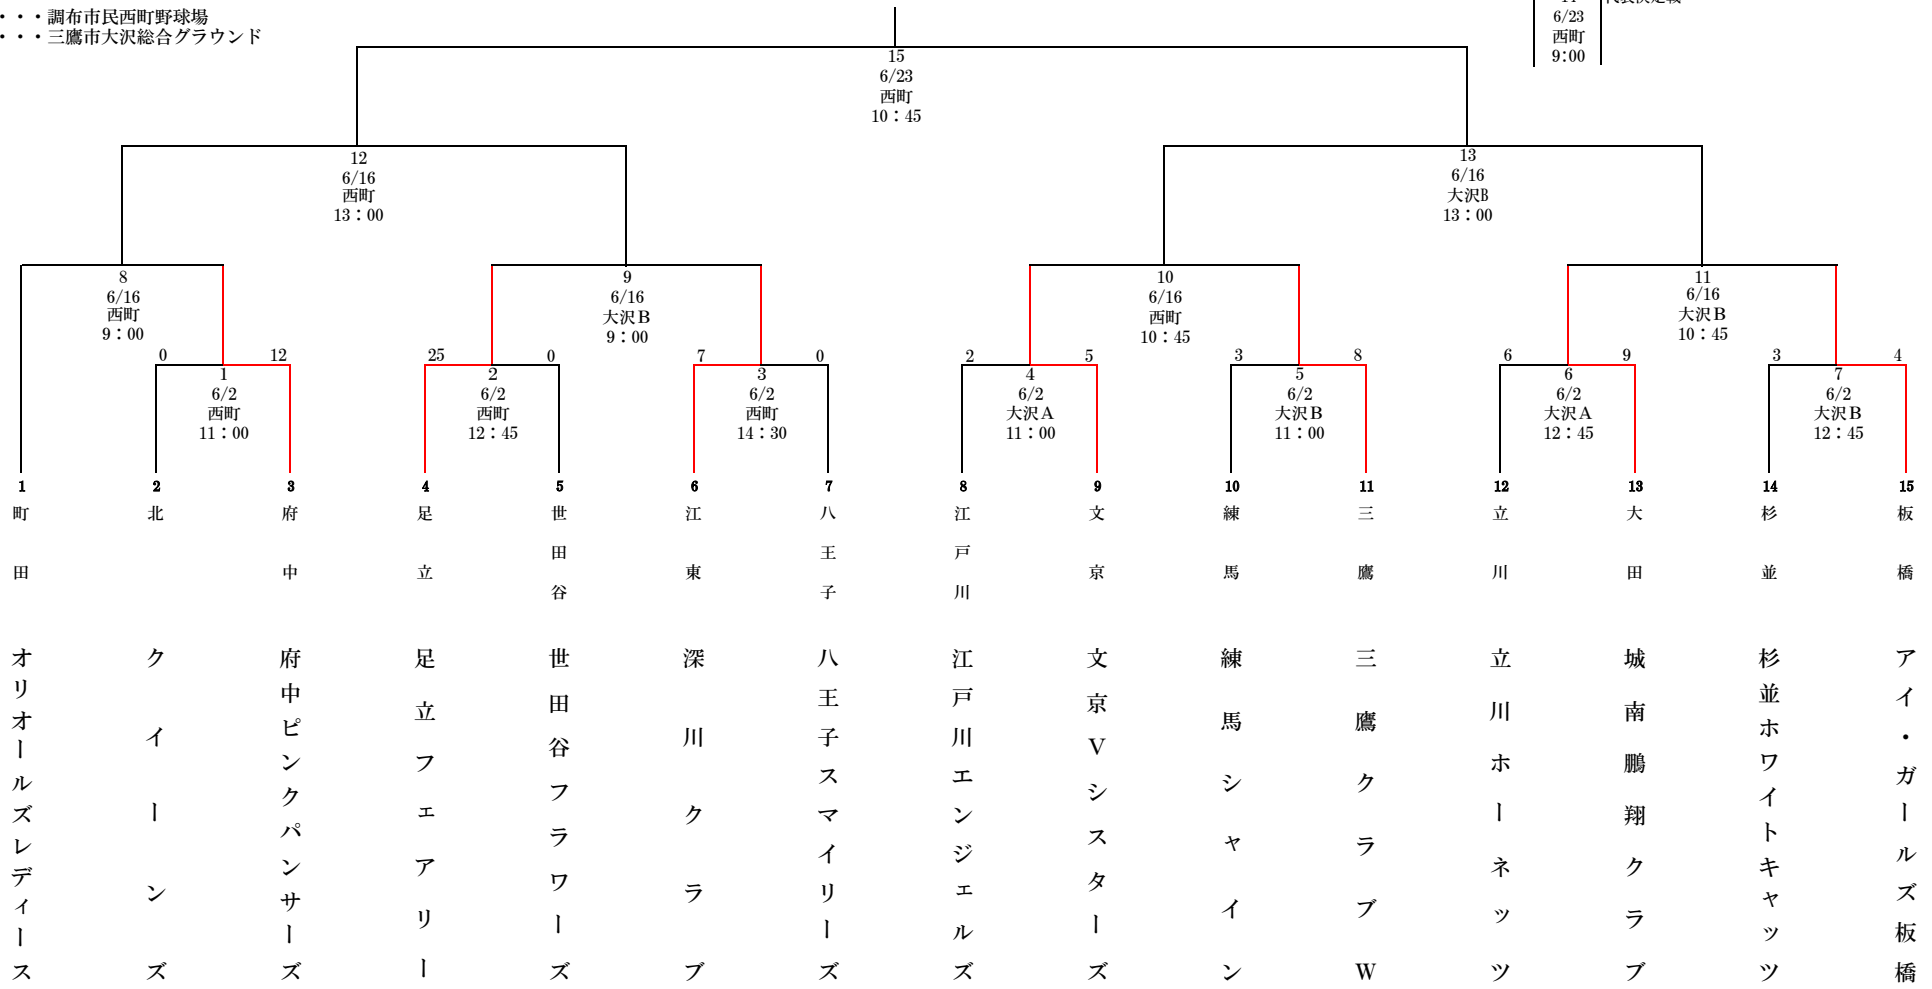 ・・・調布市民西町野球場
・・・三鷹市大沢総合グラウンド
6/23
西町
9:00
15
6/23
西町
10：45
12
6/16
西町
13：00
13
6/16
大沢B
13：00
8
6/16
西町
9：00
9
6/16
大沢Ｂ
9：00
10
6/16
西町
10：45
11
6/16
大沢Ｂ
10：45
0 12
1
6/2
西町
11：00
25 0
2
6/2
西町
12：45
7 0
3
6/2
西町
14：30
2 5
4
6/2
大沢Ａ
11：00
3 8
5
6/2
大沢Ｂ
11：00
6 9
6
6/2
大沢Ａ
12：45
3 4
7
6/2
大沢Ｂ
12：45
1
町田
オリオールズレディース
2
北
クイーンズ
3
府中
府中ピンクパンサーズ
4
足立
足立フェアリー
5
世田谷
世田谷フラワーズ
6
江東
深川クラブ
7
八王子
八王子スマイリーズ
8
江戸川
江戸川エンジェルズ
9
文京
文京Ｖシスターズ
10
練馬
練馬シャイン
11
三鷹
三鷹クラブW
12
立川
立川ホーネッツ
13
大田
城南鵬翔クラブ
14
杉並
杉並ホワイトキャッツ
15
板橋
アイ・ガールズ板橋